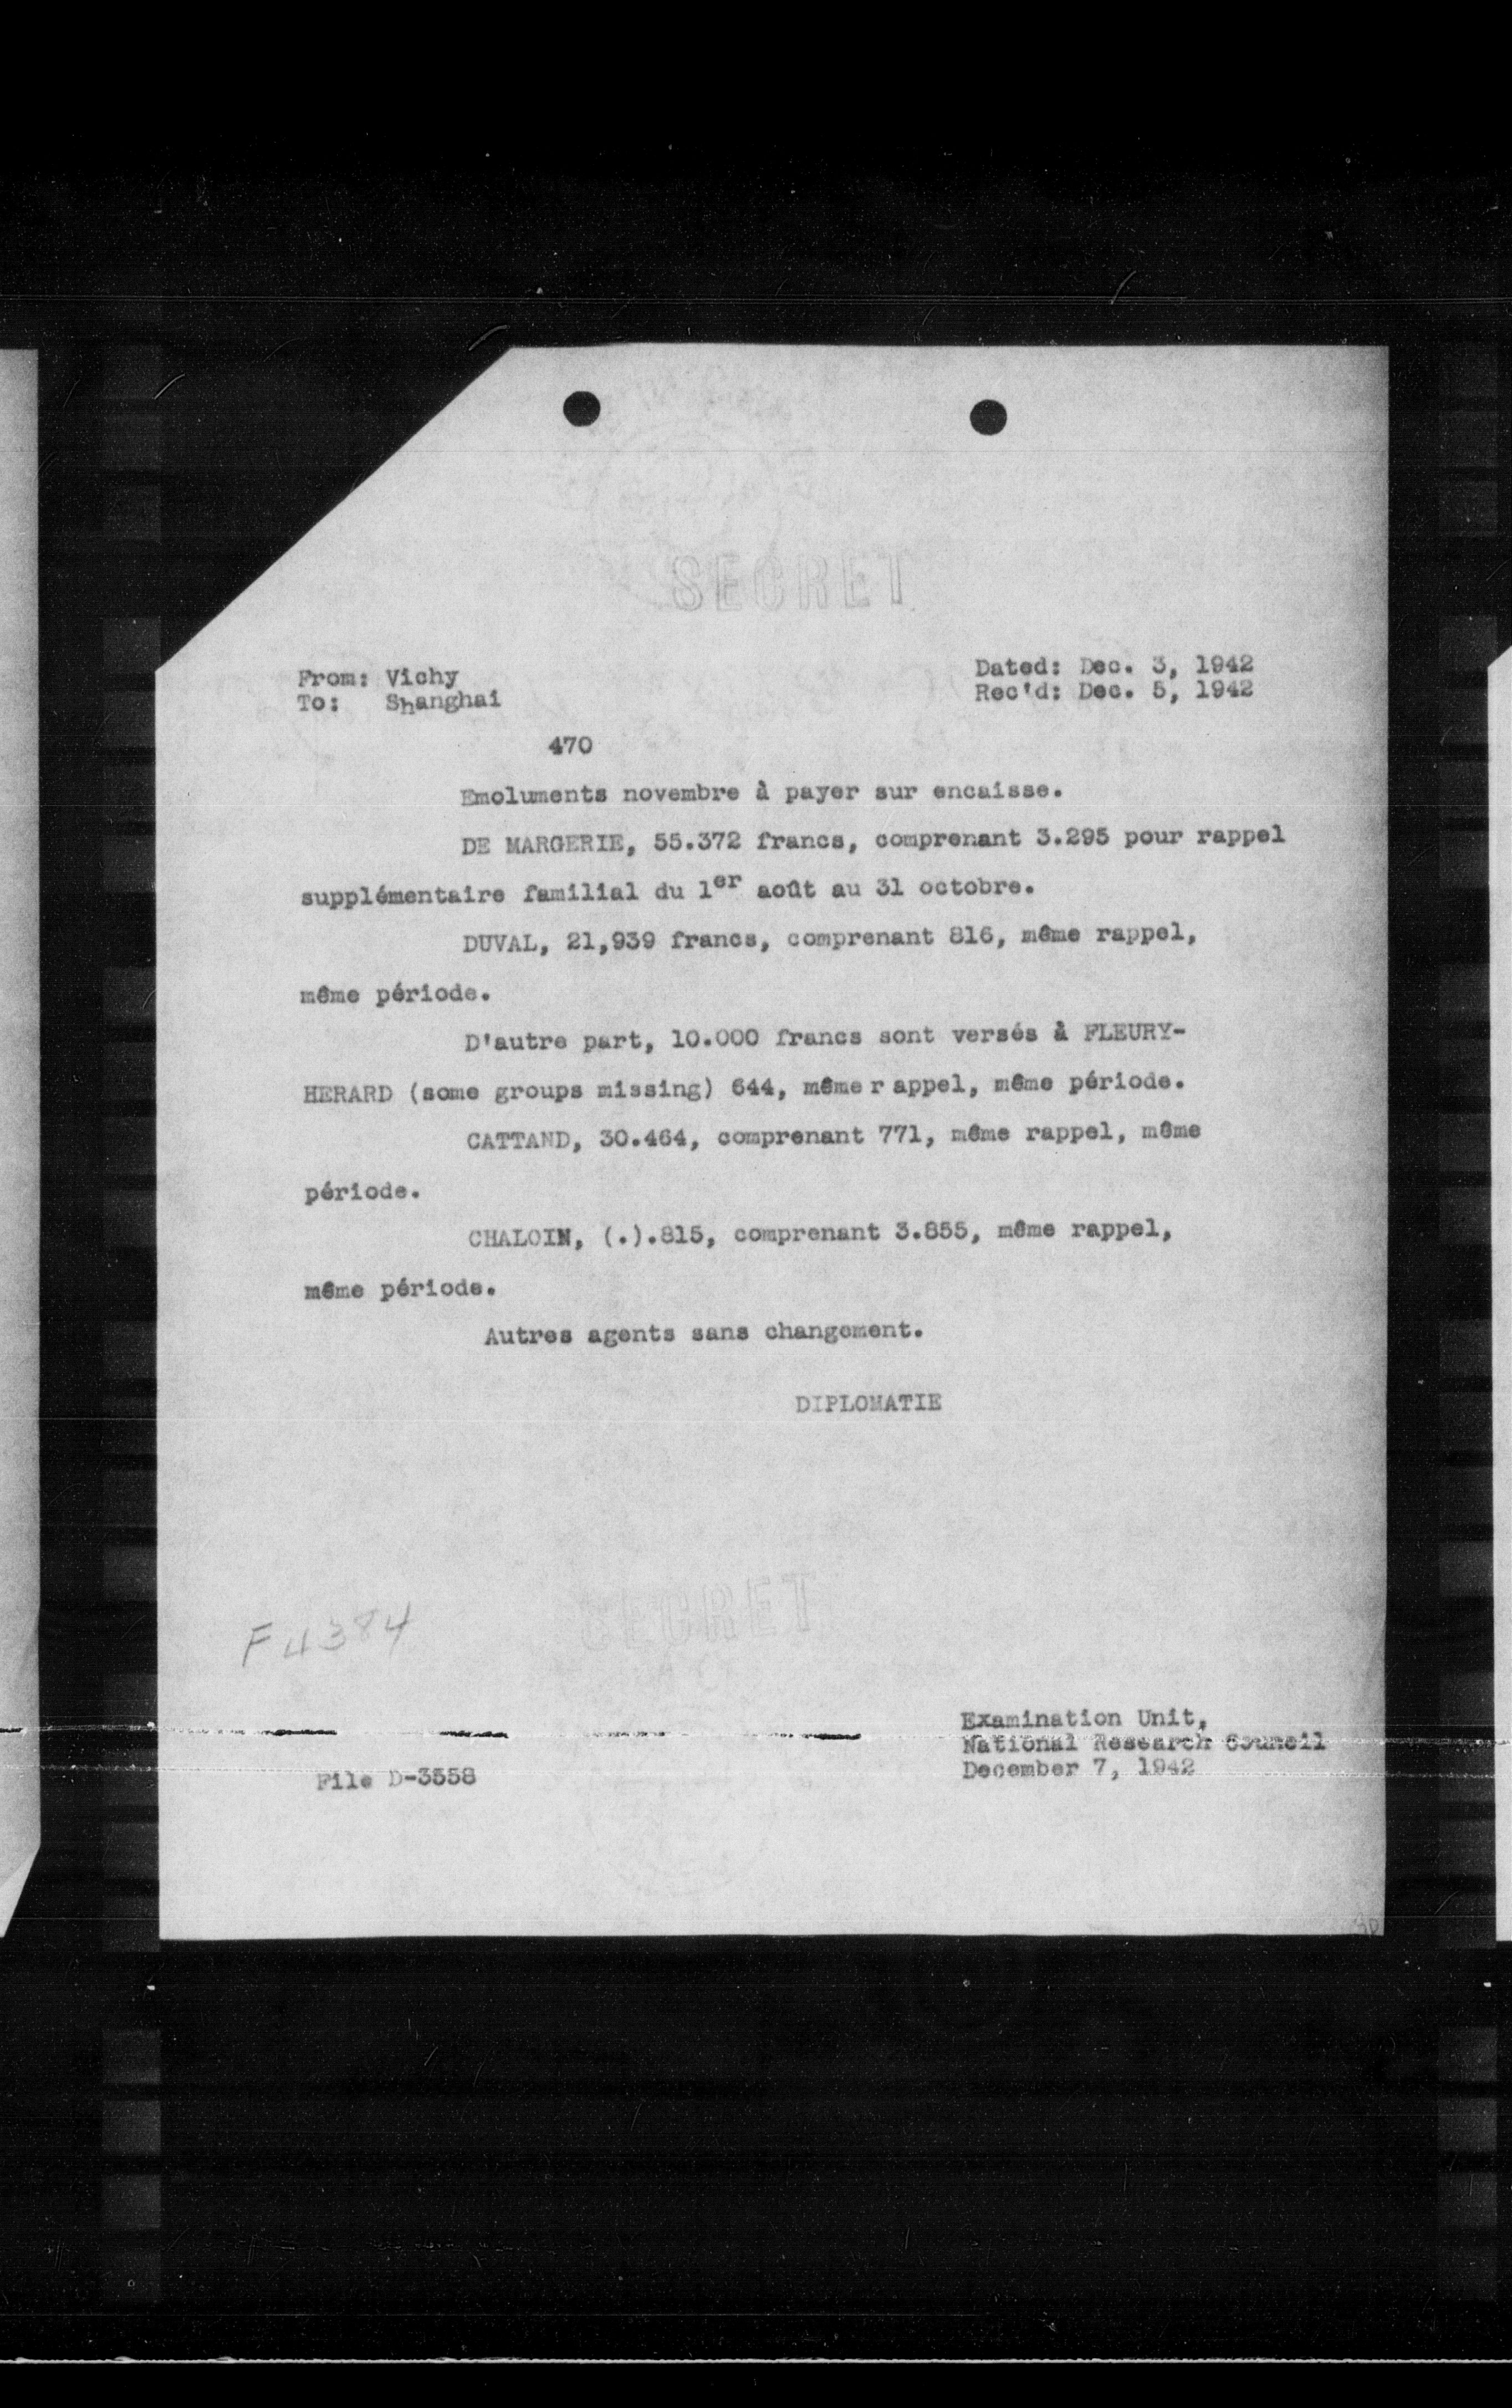 SECRET
From: Vichy
To: Shanghai
Dated: Dec. 3, 1942
Rec'd: Dec. 5, 1942
470
Emoluments novembre à payer sur encaisse.
DE MARGERIE, 55.372 francs, comprenant 3.295 pour rappel
supplémentaire familial du 1er août au 31 octobre.
DUVAL, 21,939 francs, comprenant 816, même rappel,
même période.
D'autre part, 10.000 francs sont versés à FLEURY-
HERARD (some groups missing) 644, même r appel, même période.
CATTAND, 30.464, comprenant 771, même rappel, même
période.
CHALOIN, (.).815, comprenant 3.855, même rappel,
même période.
Autres agents sans changement.
DIPLOMATIE
SECRET
F4384
Examination Unit,
National Research Council
December 7, 1942
File D-3558